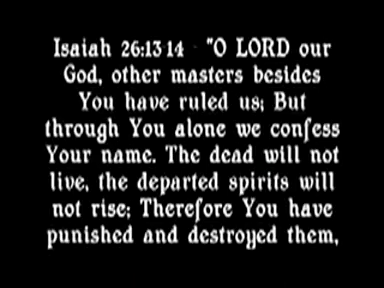 Isaiah 26:13-14 - "O LORD our
God, other masters besides
You have ruled us; But
through You alone we confess
Your name. The dead will not
live, the departed spirits will
not rise; Therefore You have
punished and destroyed them,